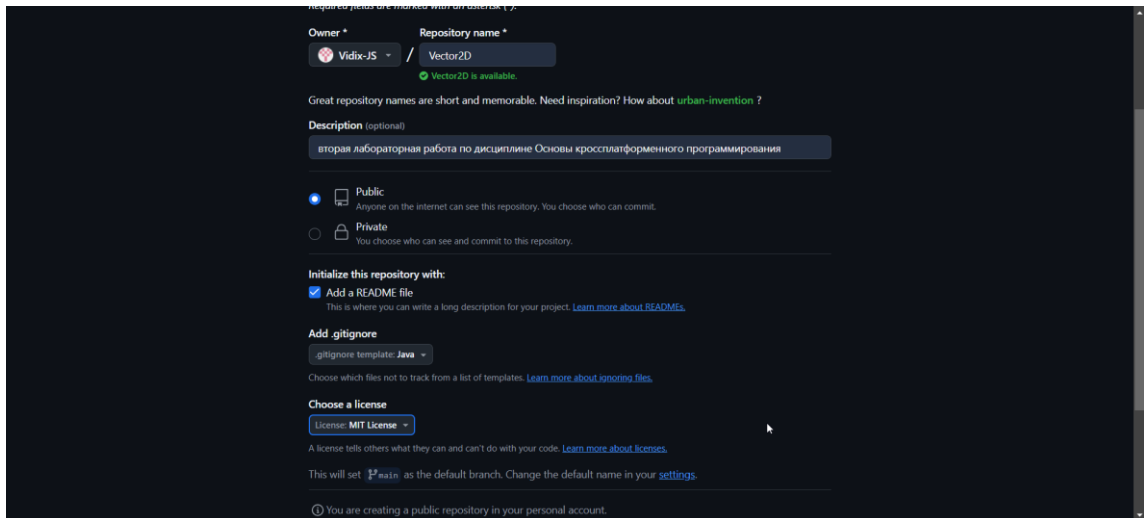 Required fields are marked with an asterisk (*).
Owner * Repository name *
Vidix-JS / Vector2D
Vector2D is available.
Great repository names are short and memorable. Need inspiration? How about urban-invention ?
Description (optional)
вторая лабораторная работа по дисциплине Основы кроссплатформенного программирования
Public
Anyone on the internet can see this repository. You choose who can commit.
Private
You choose who can see and commit to this repository.
Initialize this repository with:
Add a README file
This is where you can write a long description for your project. Learn more about READMEs.
Add .gitignore
.gitignore template: Java
Choose which files not to track from a list of templates. Learn more about ignoring files.
Choose a license
License: MIT License
A license tells others what they can and can't do with your code. Learn more about licenses.
This will set main as the default branch. Change the default name in your settings.
You are creating a public repository in your personal account.